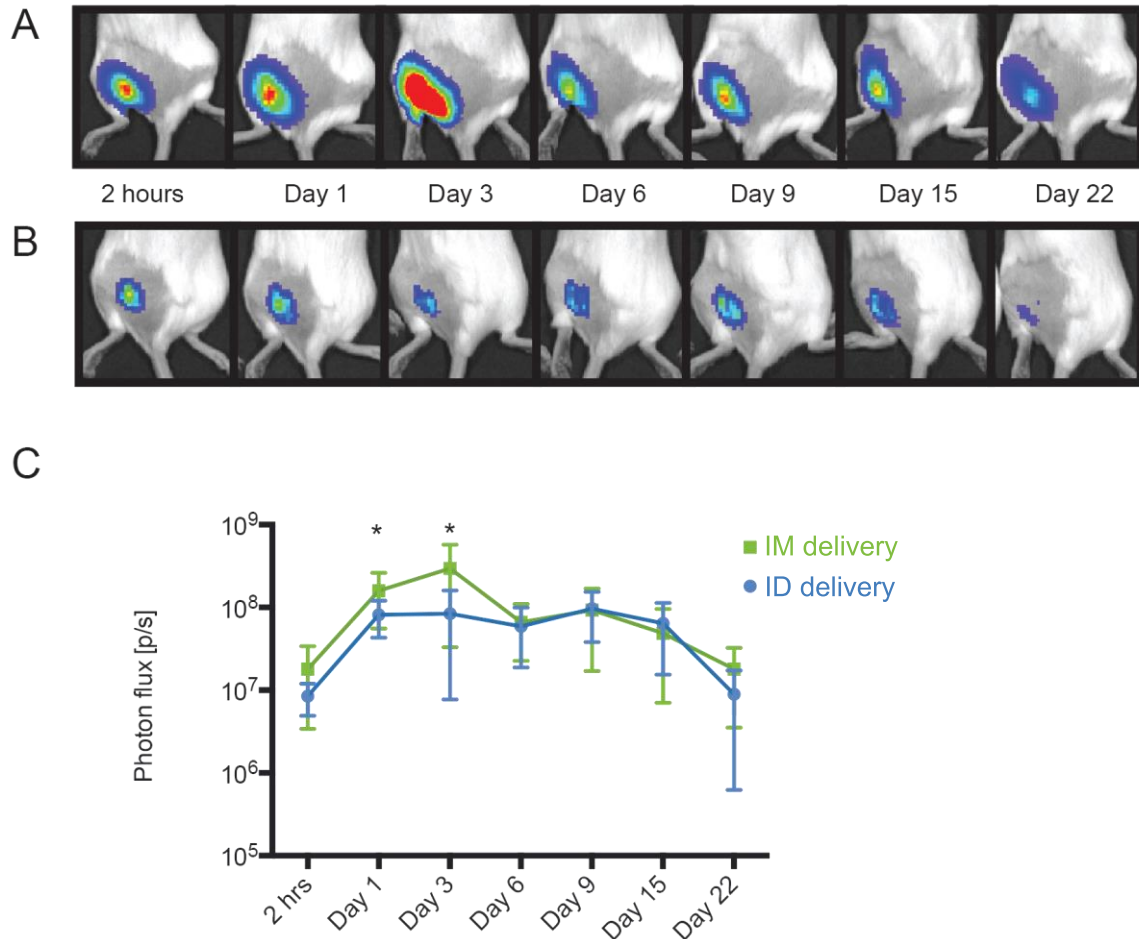 A
2 hours Day 1 Day 3 Day 6 Day 9 Day 15 Day 22
B
C
10⁹
10⁸
10⁷
10⁶
10⁵
Photon flux [p/s]
* *
IM delivery
ID delivery
2 hrs Day 1 Day 3 Day 6 Day 9 Day 15 Day 22